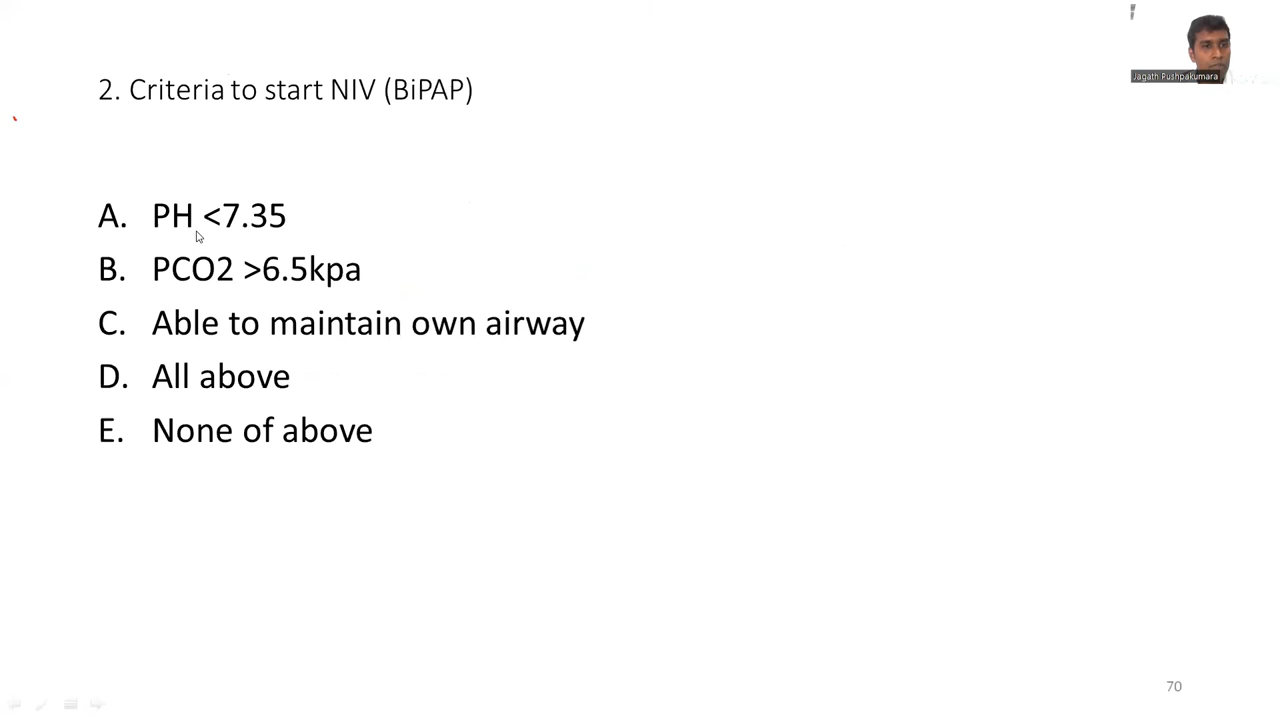 Jagath Pushpakumara
2. Criteria to start NIV (BiPAP)
A. PH <7.35
B. PCO2 >6.5kpa
C. Able to maintain own airway
D. All above
E. None of above
70